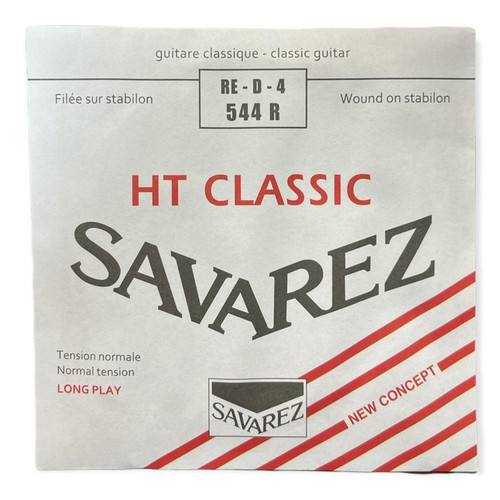 guitare classique - classic guitar
RE - D - 4
544 R
Filée sur stabilon
Wound on stabilon
HT CLASSIC
SAVAREZ
Tension normale
Normal tension
LONG PLAY
SAVAREZ
NEW CONCEPT